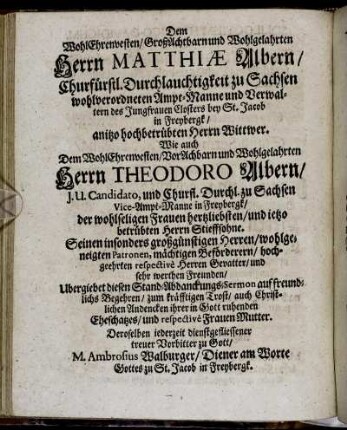 Dem
WohlEhrenvesten/ GroßAchtbarn und Wohlgelahrten
Herrn MATTHIÆ Albern/
Churfürstl. Durchlauchtigkeit zu Sachsen
wohlverordneten Ampt-Manne und Verwal-
tern des Jungfrauen Closters bey St. Jacob
in Freybergk/
anitzo hochbetrübten Herrn Wittwer.
Wie auch
Dem WohlEhrenvesten/ VorAchbarn und Wohlgelahrten
Herrn THEODORO Albern/
J. U. Candidato, und Churfl. Durchl. zu Sachsen
Vice-Ampt-Manne in Freybergk/
der wohlseligen Frauen hertzliebsten/ und ietzo
betrübten Herrn Stieffsohne.
Seinen insonders großgünstigen Herren/ wohlge-
neigten Patronen, mächtigen Beförderern/ hoch-
geehrten respectivè Herren Gevatter/ und
sehr werthen Freunden/
Ubergiebet diesen Stand-Abdanckungs-Sermon auf freund-
lichs Begehren/ zum kräfftigen Trost/ auch Christ-
lichen Andencken ihrer in Gott ruhenden
Eheschatzes/ und respectivè Frauen Mutter.
Deroselben iederzeit dienstgeflissener
treuer Vorbitter zu Gott/
M. Ambrosius Walburger/ Diener am Worte
Gottes zu St. Jacob in Freybergk.